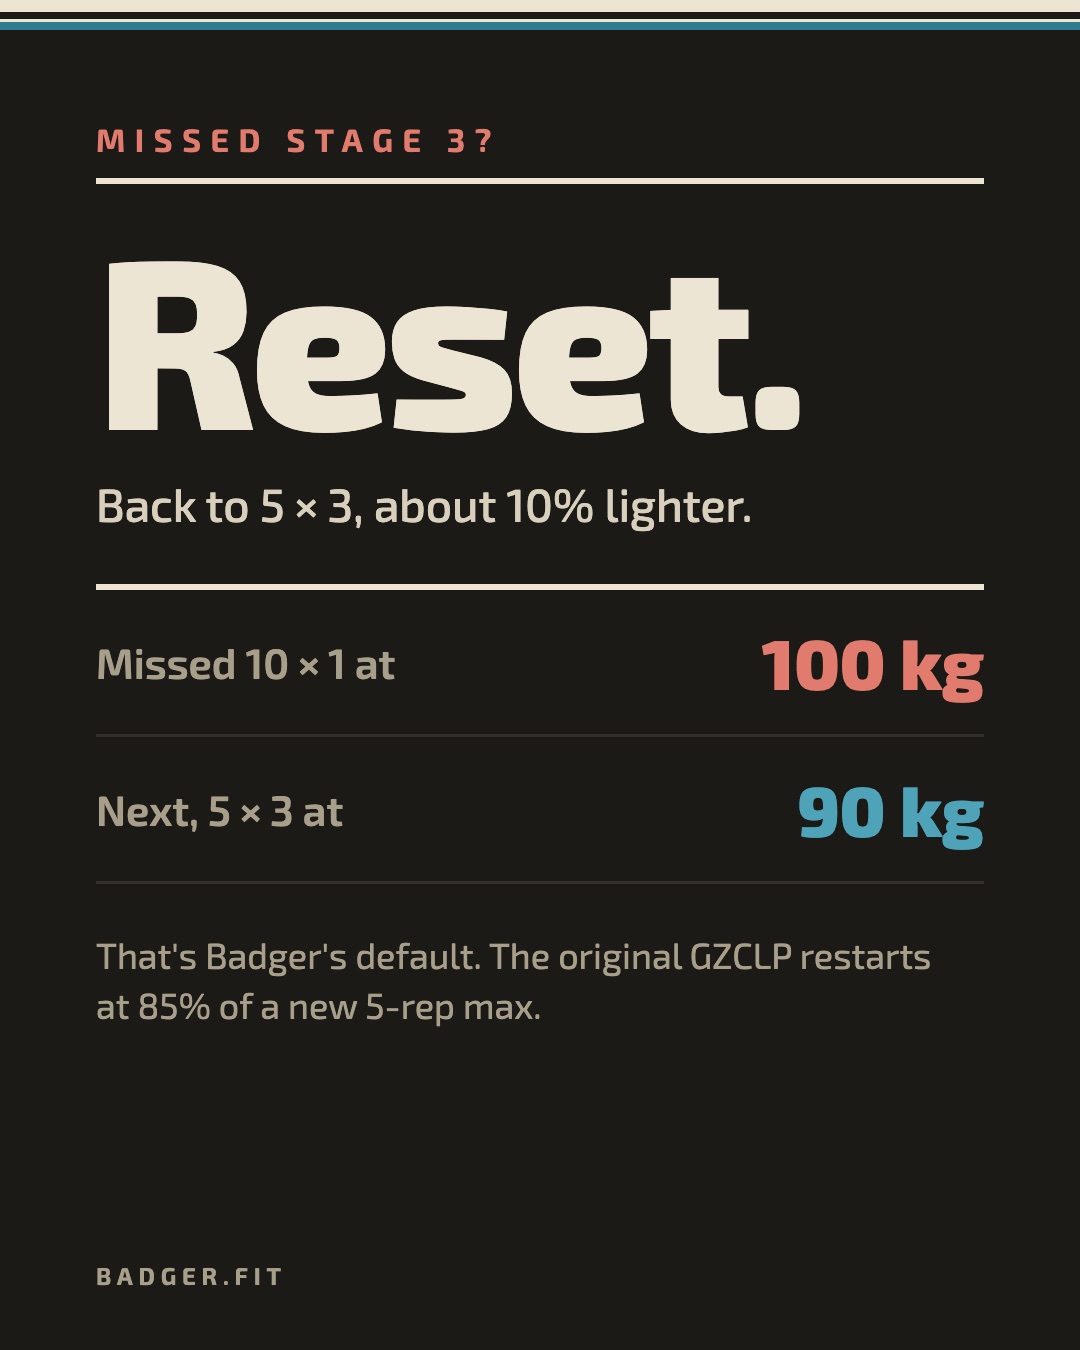 MISSED STAGE 3?
Reset.
Back to 5 × 3, about 10% lighter.
Missed 10 × 1 at 100 kg
Next, 5 × 3 at 90 kg
That's Badger's default. The original GZCLP restarts
at 85% of a new 5-rep max.
BADGER.FIT